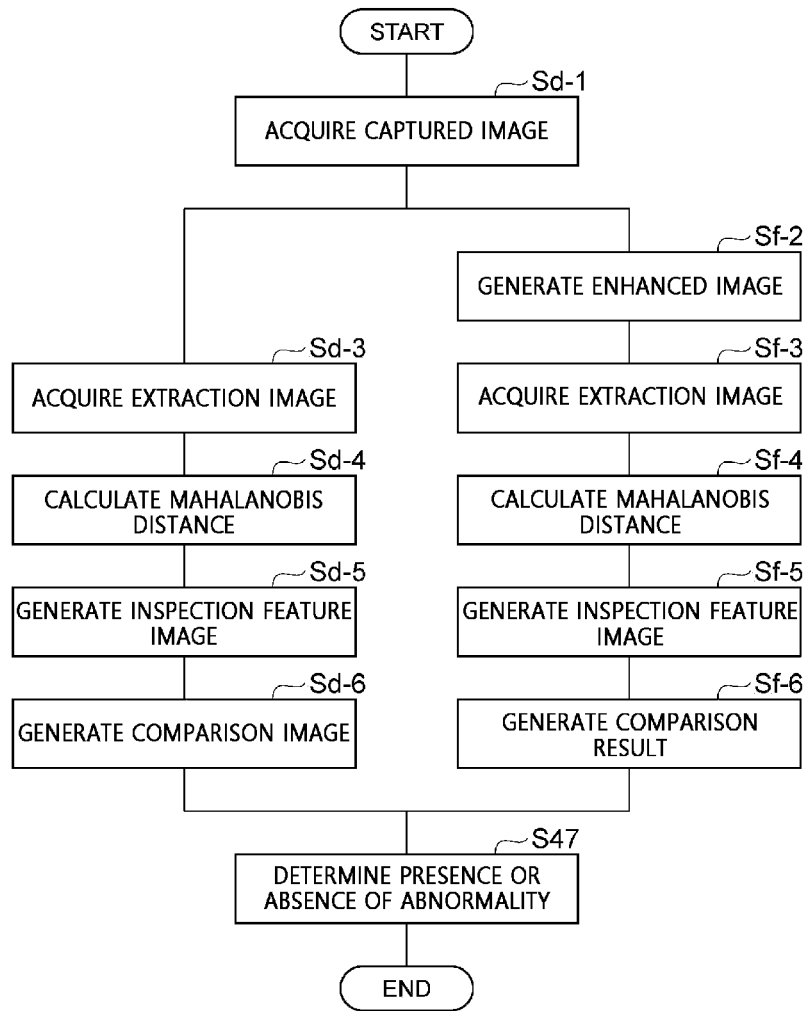 START
Sd-1
ACQUIRE CAPTURED IMAGE
Sf-2
GENERATE ENHANCED IMAGE
Sd-3
ACQUIRE EXTRACTION IMAGE
Sf-3
ACQUIRE EXTRACTION IMAGE
Sd-4
CALCULATE MAHALANOBIS
DISTANCE
Sf-4
CALCULATE MAHALANOBIS
DISTANCE
Sd-5
GENERATE INSPECTION FEATURE
IMAGE
Sf-5
GENERATE INSPECTION FEATURE
IMAGE
Sd-6
GENERATE COMPARISON IMAGE
Sf-6
GENERATE COMPARISON
RESULT
S47
DETERMINE PRESENCE OR
ABSENCE OF ABNORMALITY
END